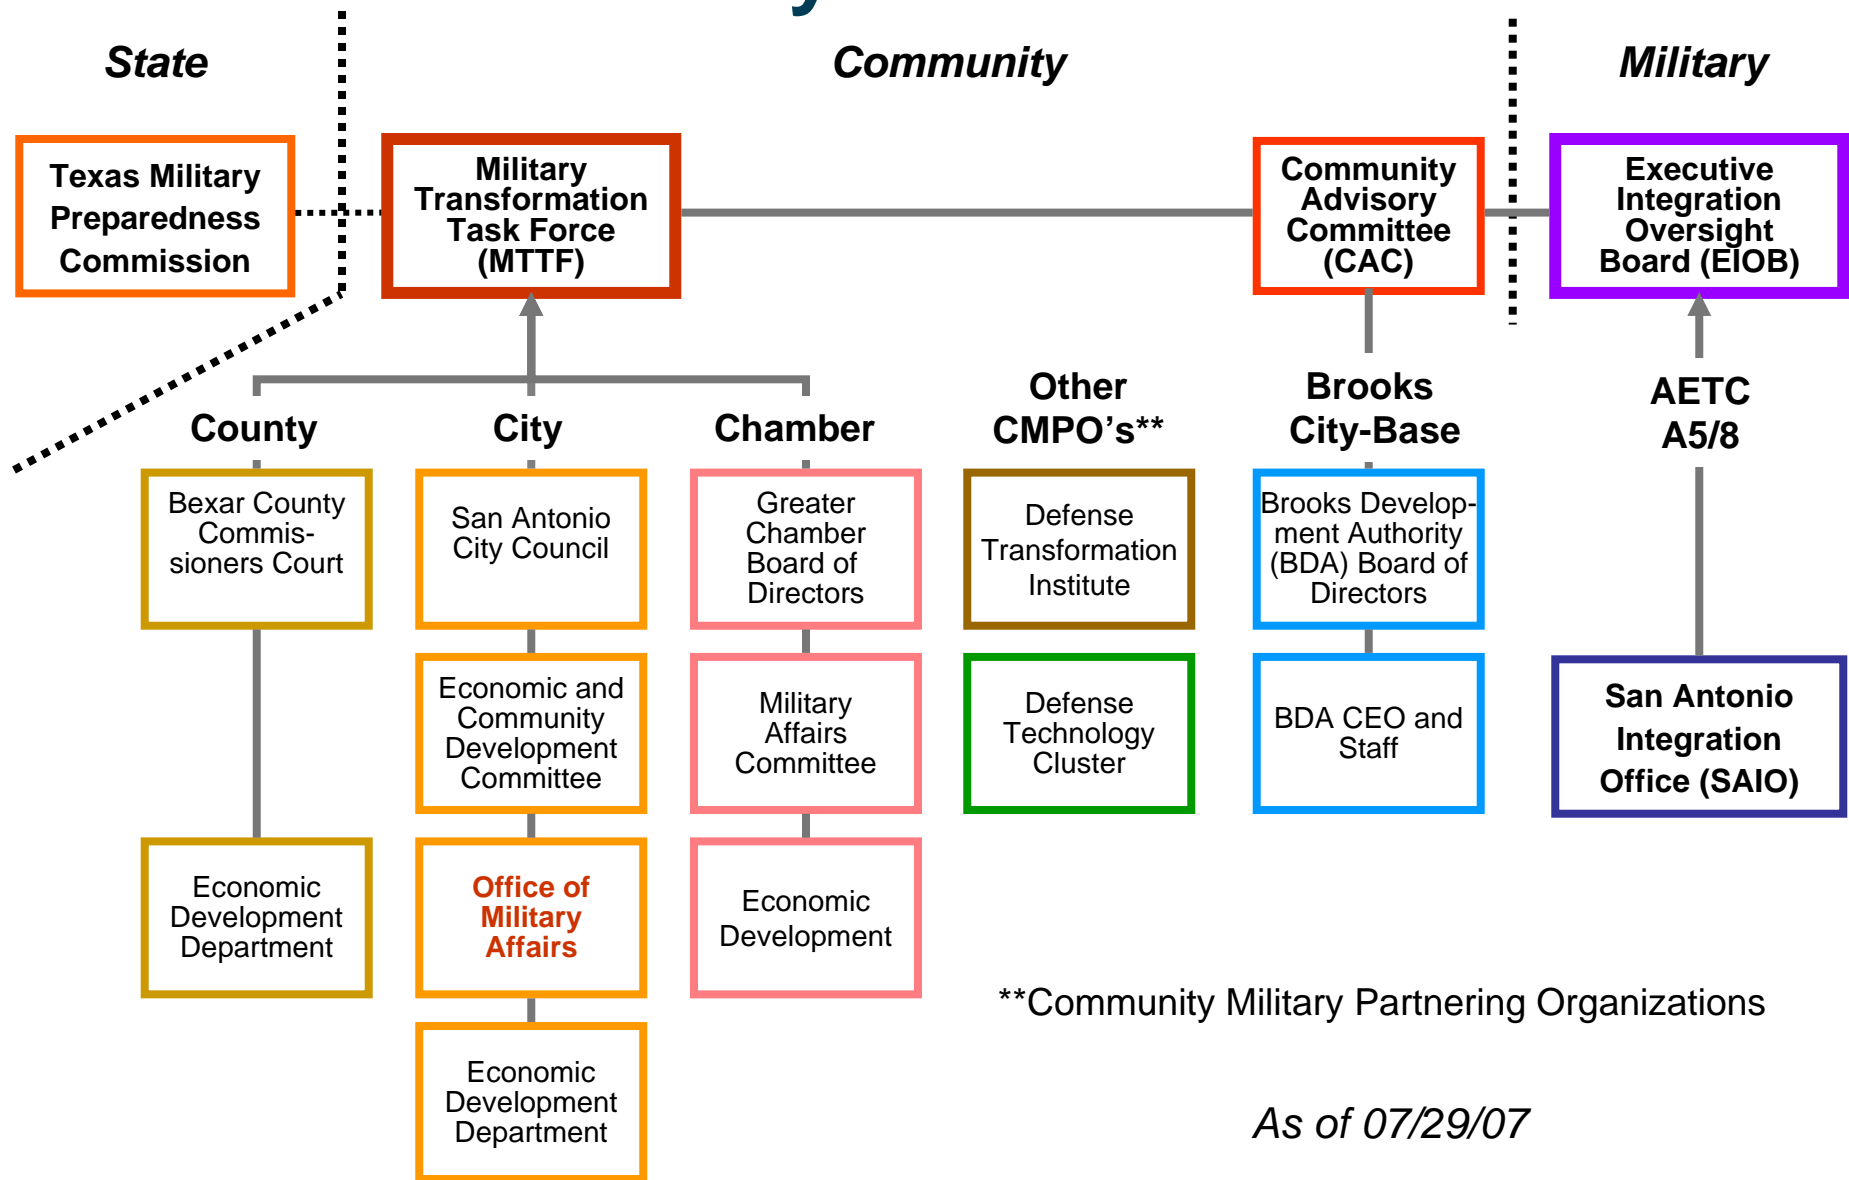 State
Community
Military
Texas Military
Preparedness
Commission
Military
Transformation
Task Force
(MTTF)
Community
Advisory
Committee
(CAC)
Executive
Integration
Oversight
Board (EIOB)
County
City
Chamber
Other
CMPO’s**
Brooks
City-Base
AETC
A5/8
Bexar County
Commis-
sioners Court
San Antonio
City Council
Greater
Chamber
Board of
Directors
Defense
Transformation
Institute
Brooks Develop-
ment Authority
(BDA) Board of
Directors
Economic and
Community
Development
Committee
Military
Affairs
Committee
Defense
Technology
Cluster
BDA CEO and
Staff
San Antonio
Integration
Office (SAIO)
Economic
Development
Department
Office of
Military
Affairs
Economic
Development
**Community Military Partnering Organizations
Economic
Development
Department
As of 07/29/07